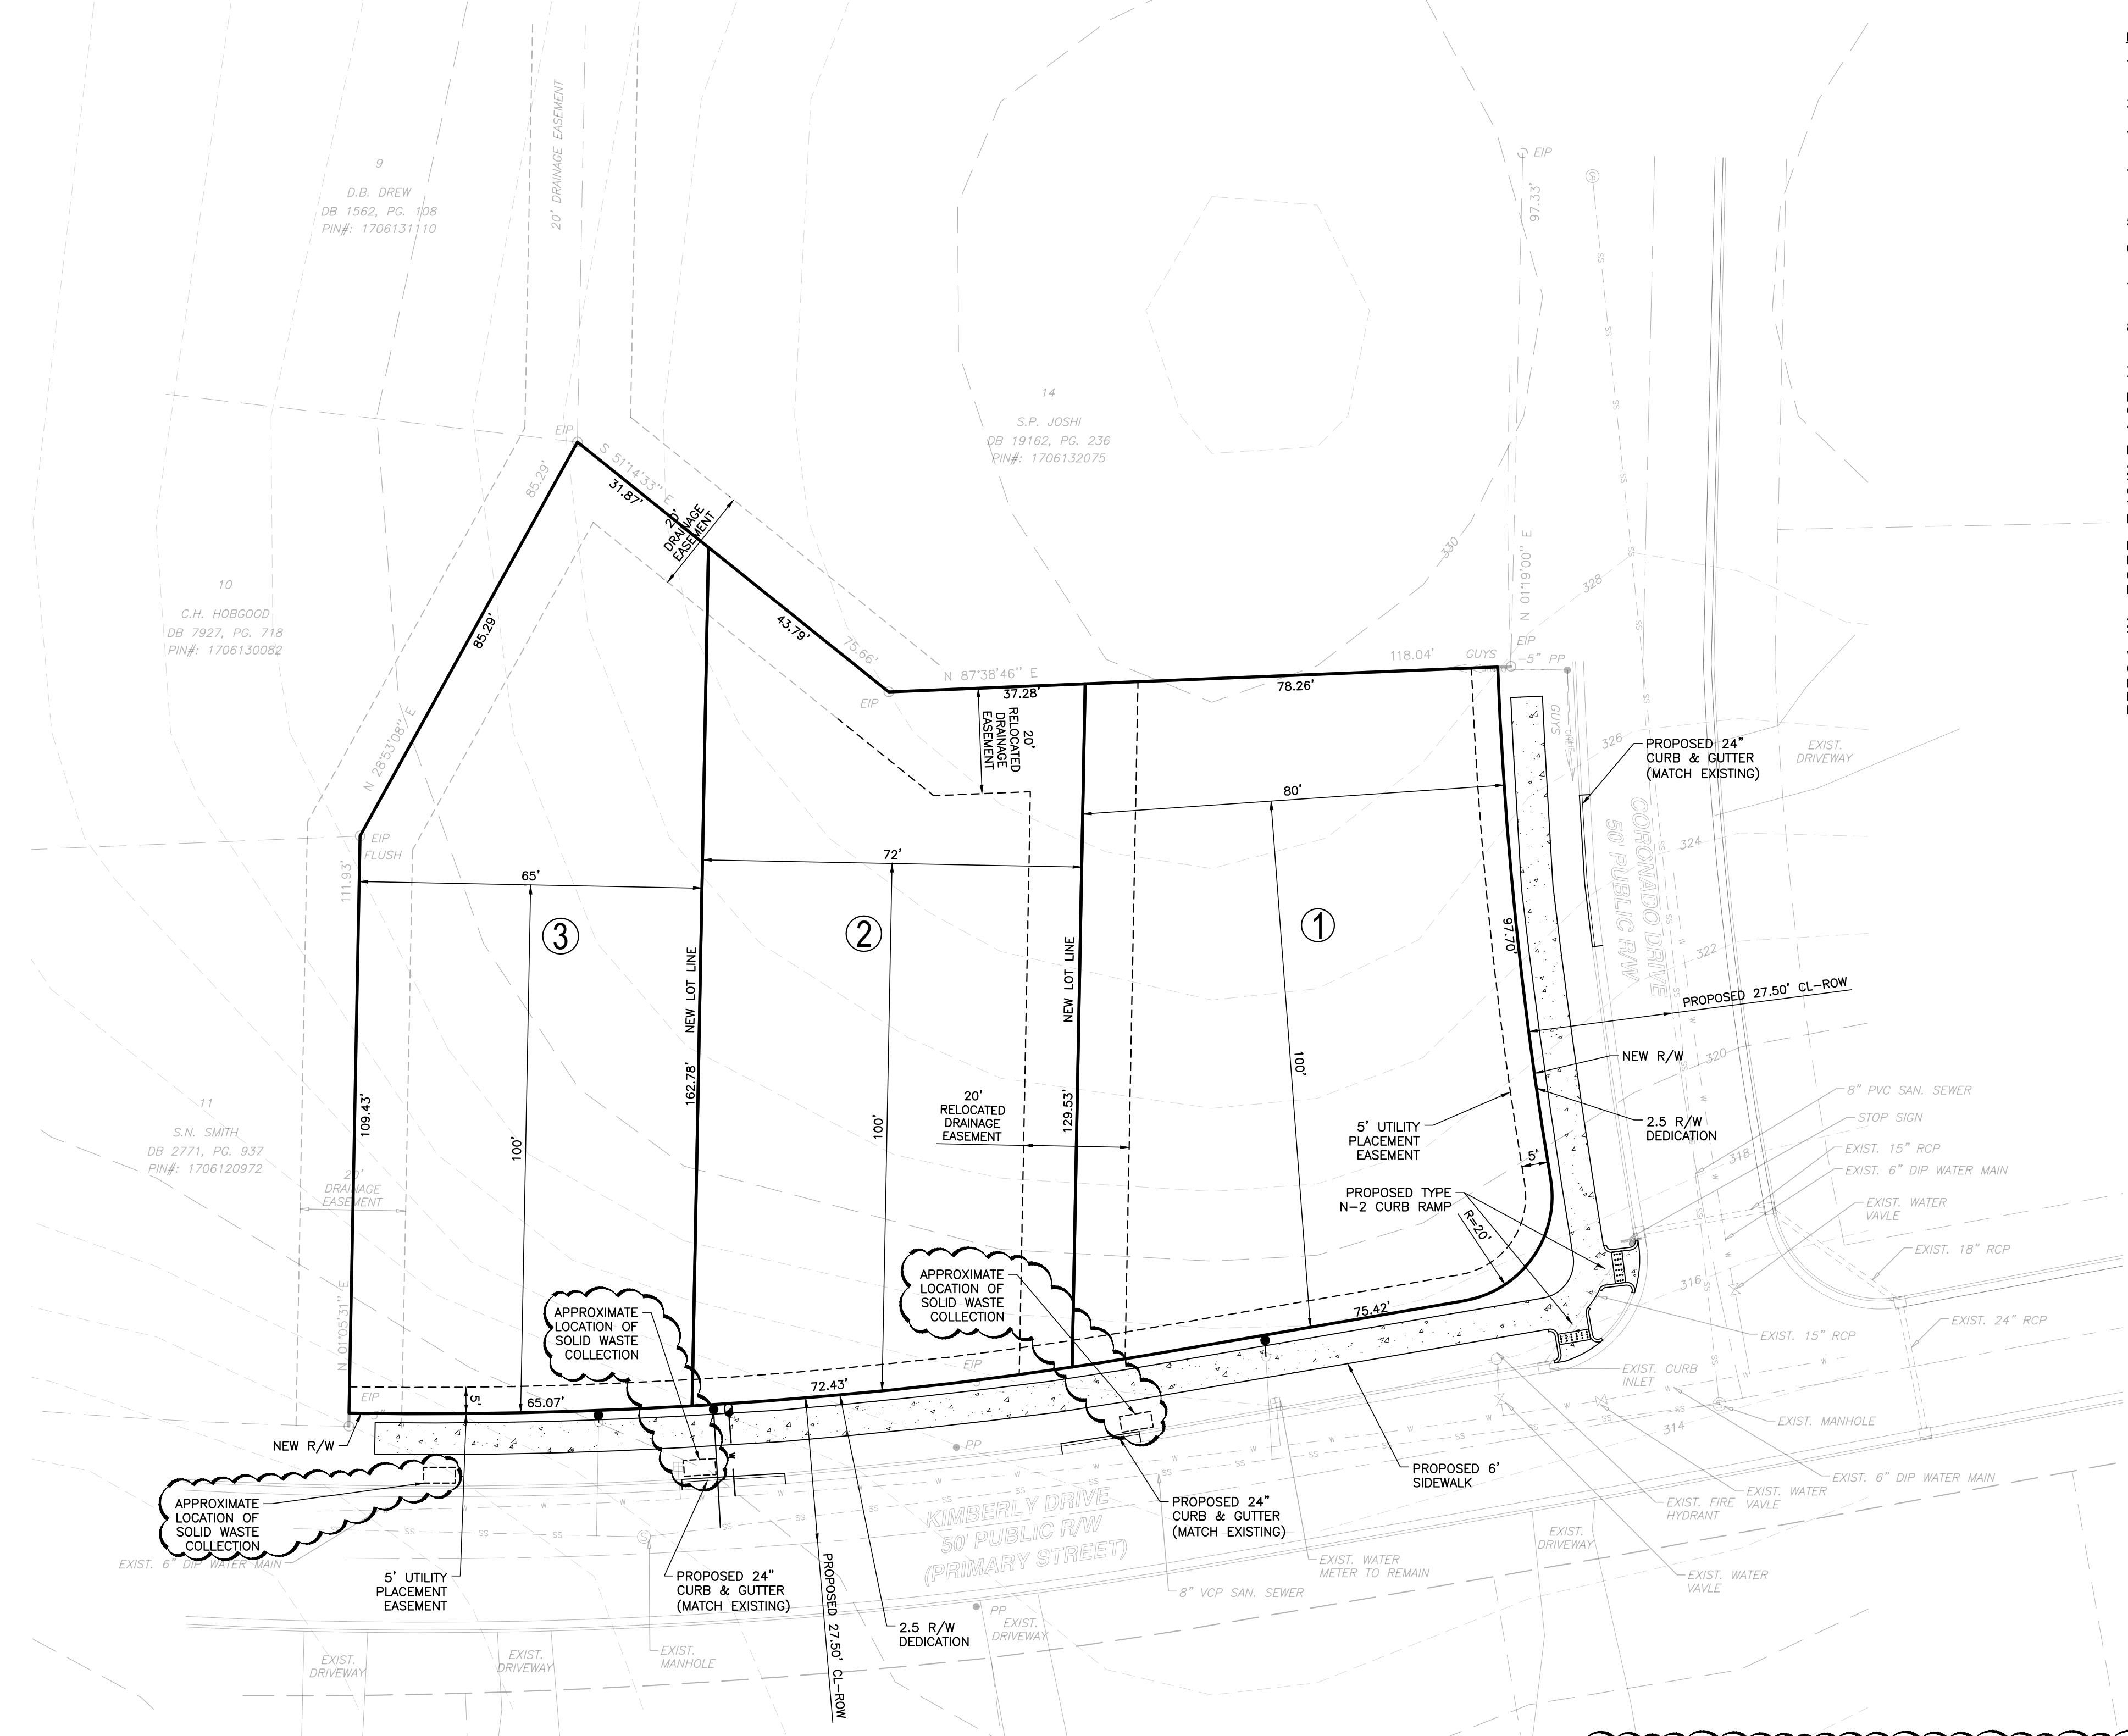 9
D.B. DREW
DB 1562, PG. 108
PIN#: 1706131110
20' DRAINAGE EASEMENT
EIP
97.33'
N 01°19'00" E
14
S.P. JOSHI
DB 19162, PG. 236
PIN#: 1706132075
EIP
S 51°14'33" E
31.87'
20'
DRAINAGE
EASEMENT
43.79'
75.66'
85.29'
85.29'
N 28°53'08" E
10
C.H. HOBGOOD
DB 7927, PG. 718
PIN#: 1706130082
330
328
326
324
322
320
318
316
314
EIP
N 87°38'46" E
37.28'
118.04'
78.26'
GUYS
EIP
5" PP
GUYS
20'
RELOCATED
DRAINAGE
EASEMENT
PROPOSED 24"
CURB & GUTTER
(MATCH EXISTING)
EXIST.
DRIVEWAY
CORONADO DRIVE
50' PUBLIC R/W
EIP
FLUSH
111.93'
65'
72'
80'
3
2
1
97.70'
PROPOSED 27.50' CL-ROW
NEW R/W
NEW LOT LINE
162.78'
NEW LOT LINE
129.53'
100'
100'
100'
109.43'
N 01°05'31" E
11
S.N. SMITH
DB 2771, PG. 937
PIN#: 1706120972
20'
DRAINAGE
EASEMENT
20'
RELOCATED
DRAINAGE
EASEMENT
5' UTILITY
PLACEMENT
EASEMENT
5'
2.5 R/W
DEDICATION
PROPOSED TYPE
N-2 CURB RAMP
R=20'
8" PVC SAN. SEWER
STOP SIGN
EXIST. 15" RCP
EXIST. 6" DIP WATER MAIN
EXIST. WATER
VAVLE
EXIST. 18" RCP
EXIST. 24" RCP
EXIST. 15" RCP
EXIST. CURB
INLET
EXIST. MANHOLE
EXIST. 6" DIP WATER MAIN
EXIST. WATER
VAVLE
EXIST. FIRE
HYDRANT
EXIST. WATER
VAVLE
EXIST.
DRIVEWAY
APPROXIMATE
LOCATION OF
SOLID WASTE
COLLECTION
APPROXIMATE
LOCATION OF
SOLID WASTE
COLLECTION
APPROXIMATE
LOCATION OF
SOLID WASTE
COLLECTION
EIP
5'
65.07
72.43'
75.42'
EIP
NEW R/W
PP
PROPOSED 6'
SIDEWALK
KIMBERLY DRIVE
50' PUBLIC R/W
(PRIMARY STREET)
PROPOSED 24"
CURB & GUTTER
(MATCH EXISTING)
EXIST. WATER
METER TO REMAIN
8" VCP SAN. SEWER
EXIST. 6" DIP WATER MAIN
5' UTILITY
PLACEMENT
EASEMENT
PROPOSED 24"
CURB & GUTTER
(MATCH EXISTING)
PROPOSED 27.50' CL-ROW
2.5 R/W
DEDICATION
PP
EXIST.
DRIVEWAY
EXIST.
MANHOLE
EXIST.
DRIVEWAY
EXIST.
DRIVEWAY